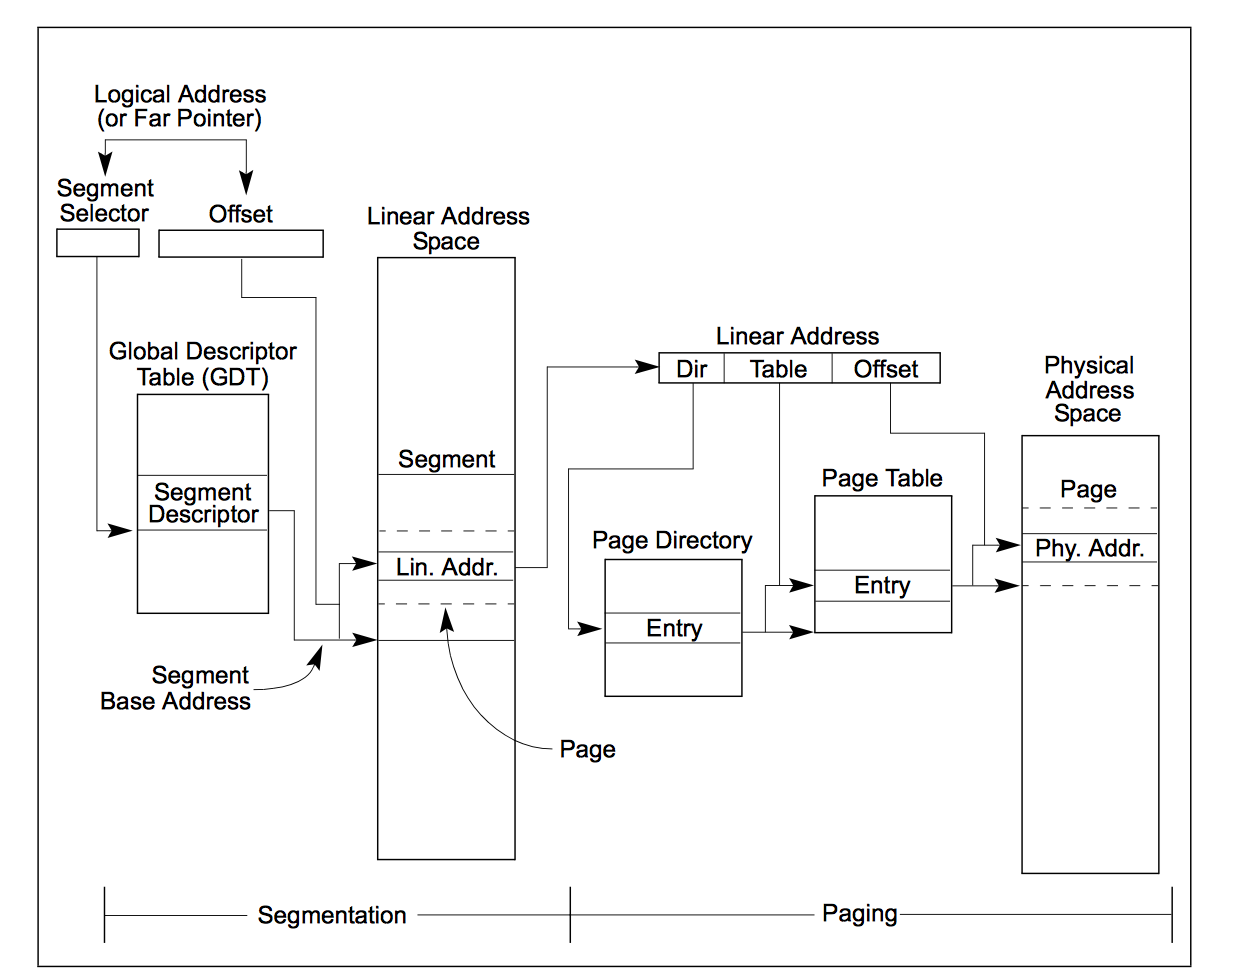 Logical Address
(or Far Pointer)
Segment
Selector
Offset
Linear Address
Space
Global Descriptor
Table (GDT)
Segment
Descriptor
Segment
Lin. Addr.
Segment
Base Address
Page
Linear Address
Dir
Table
Offset
Page Directory
Entry
Page Table
Entry
Physical
Address
Space
Page
Phy. Addr.
Segmentation
Paging